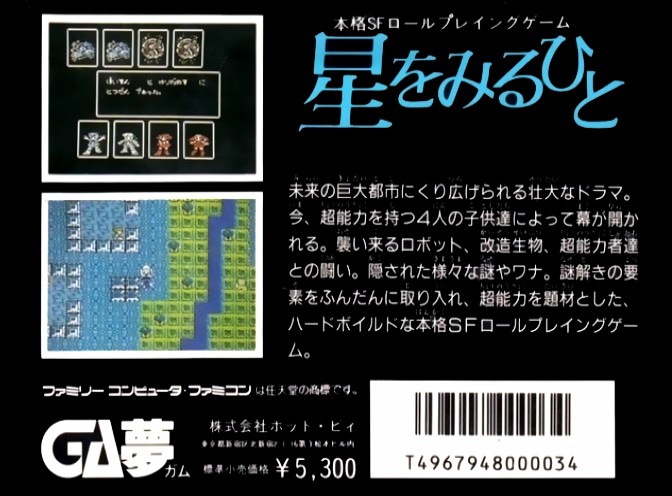 本格SFロールプレイングゲーム
星をみるひと
未来の巨大都市にくり広げられる壮大なドラマ。
今、超能力を持つ4人の子供達によって幕が開か
れる。襲い来るロボット、改造生物、超能力者達
との闘い。隠された様々な謎やワナ。謎解きの要
素をふんだんに取り入れ、超能力を題材とした、
ハードボイルドな本格SFロールプレイングゲー
ム。
ファミリーコンピュータ・ファミコンは任天堂の商標です。
GA夢
ガム
株式会社ホット・ビィ
標準小売価格 ¥5,300
T4967948000034